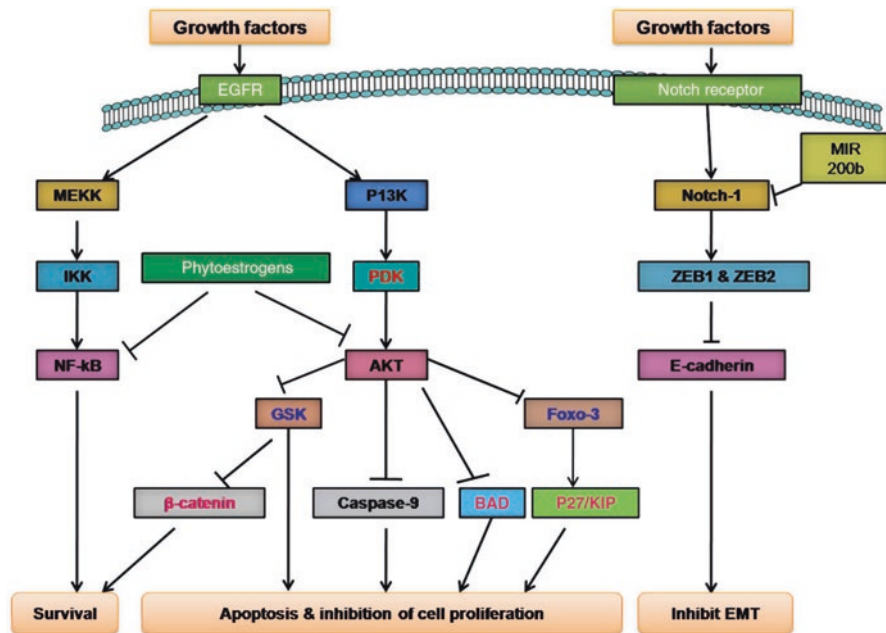 Growth factors
Growth factors
EGFR
Notch receptor
MIR
200b
MEKK
P13K
Notch-1
IKK
Phytoestrogens
PDK
ZEB1 & ZEB2
NF-kB
AKT
E-cadherin
GSK
Foxo-3
β-catenin
Caspase-9
BAD
P27/KIP
Survival
Apoptosis & inhibition of cell proliferation
Inhibit EMT